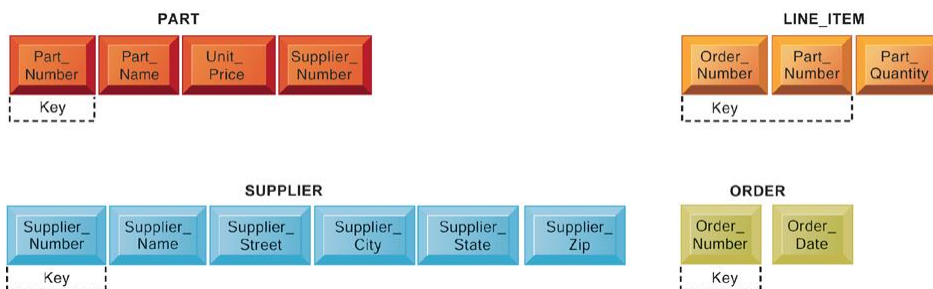 PART
LINE_ITEM
Part_
Number
Part_
Name
Unit_
Price
Supplier_
Number
Order_
Number
Part_
Number
Part_
Quantity
Key
Key
SUPPLIER
ORDER
Supplier_
Number
Supplier_
Name
Supplier_
Street
Supplier_
City
Supplier_
State
Supplier_
Zip
Order_
Number
Order_
Date
Key
Key